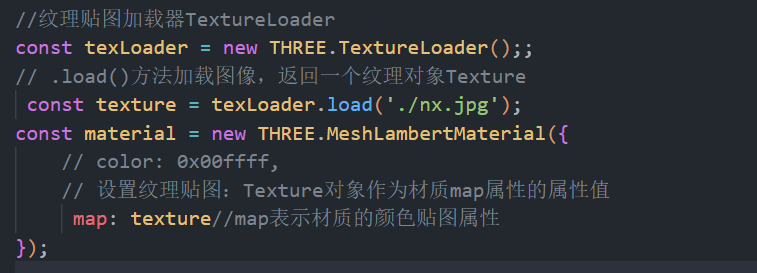 //纹理贴图加载器TextureLoader
const texLoader = new THREE.TextureLoader();;
// .load()方法加载图像，返回一个纹理对象Texture
const texture = texLoader.load('./nx.jpg');
const material = new THREE.MeshLambertMaterial({
// color: 0x00ffff,
// 设置纹理贴图：Texture对象作为材质map属性的属性值
map: texture//map表示材质的颜色贴图属性
});